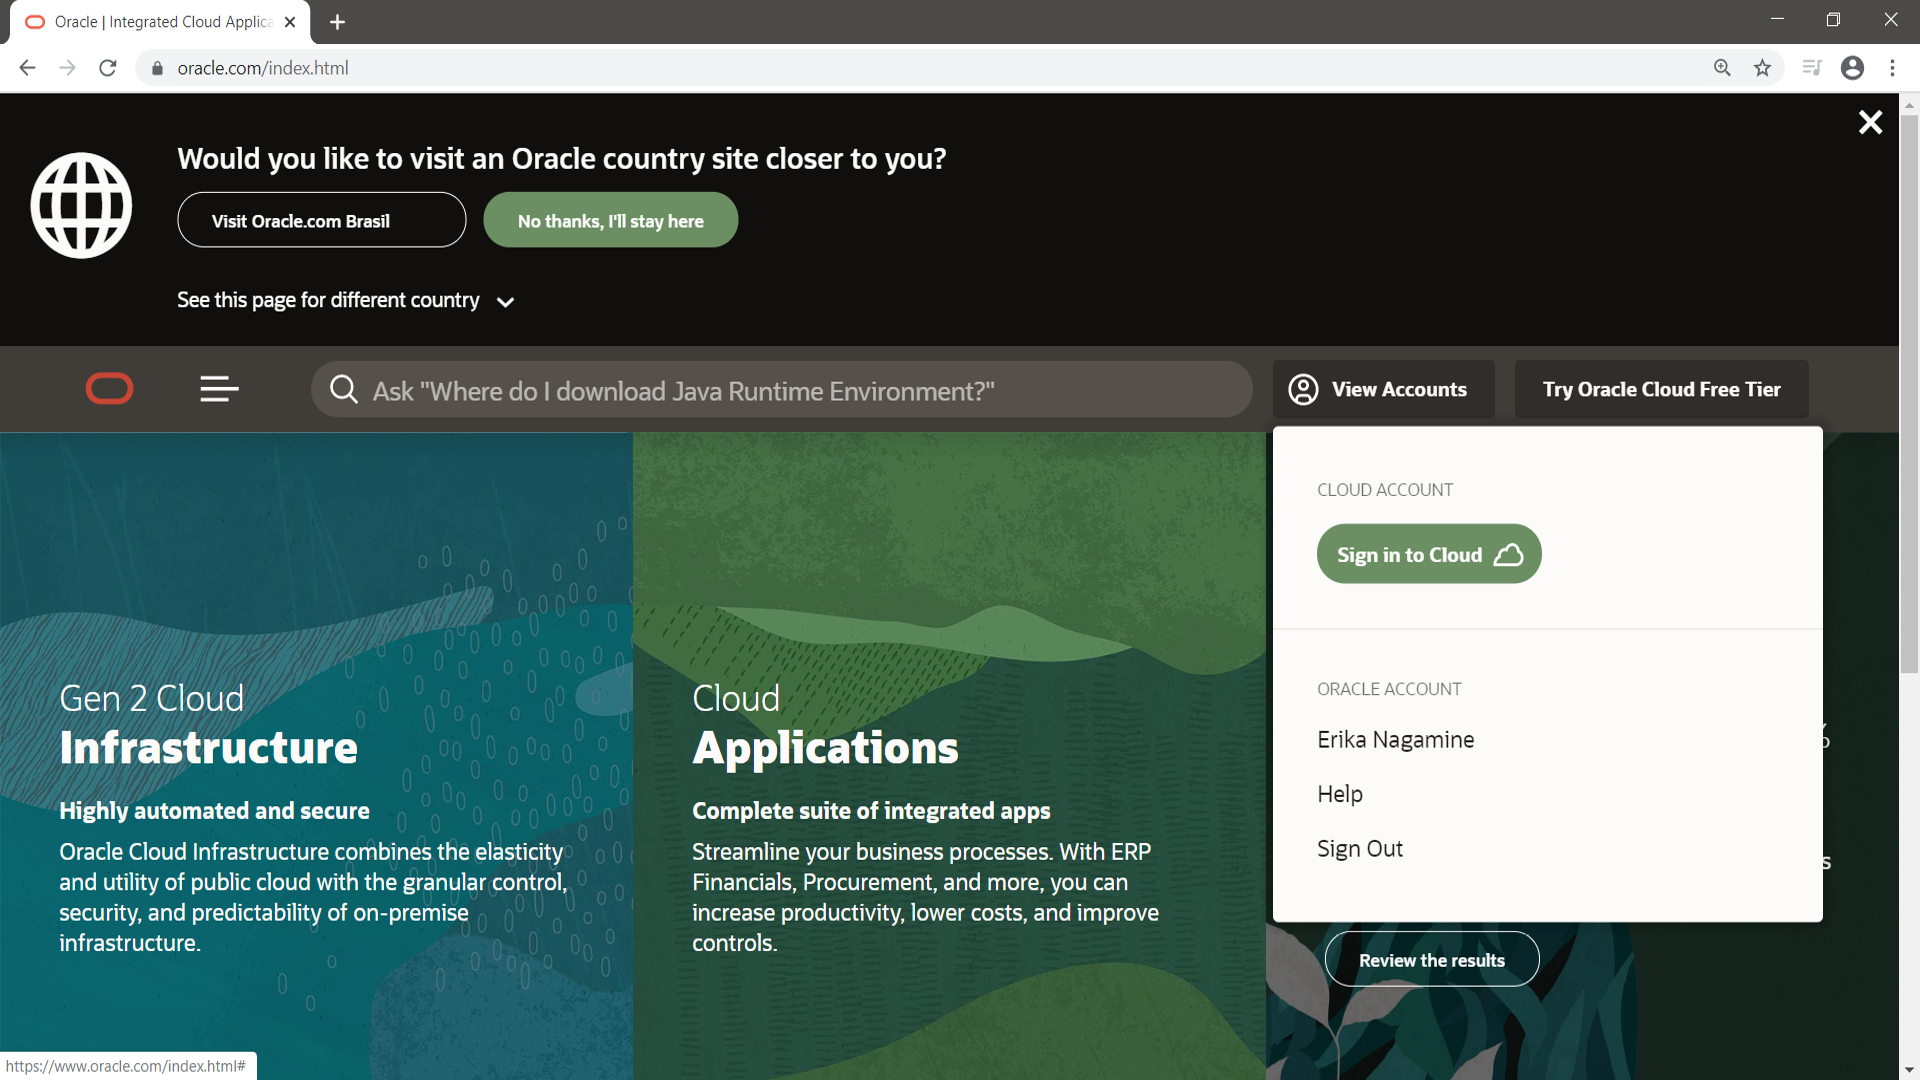 Oracle | Integrated Cloud Applica
oracle.com/index.html
Would you like to visit an Oracle country site closer to you?
Visit Oracle.com Brasil
No thanks, I'll stay here
See this page for different country
Ask "Where do I download Java Runtime Environment?"
View Accounts
Try Oracle Cloud Free Tier
CLOUD ACCOUNT
Sign in to Cloud
ORACLE ACCOUNT
Erika Nagamine
Help
Sign Out
Gen 2 Cloud
Infrastructure
Highly automated and secure
Oracle Cloud Infrastructure combines the elasticity
and utility of public cloud with the granular control,
security, and predictability of on-premise
infrastructure.
Cloud
Applications
Complete suite of integrated apps
Streamline your business processes. With ERP
Financials, Procurement, and more, you can
increase productivity, lower costs, and improve
controls.
s
Review the results
https://www.oracle.com/index.html#